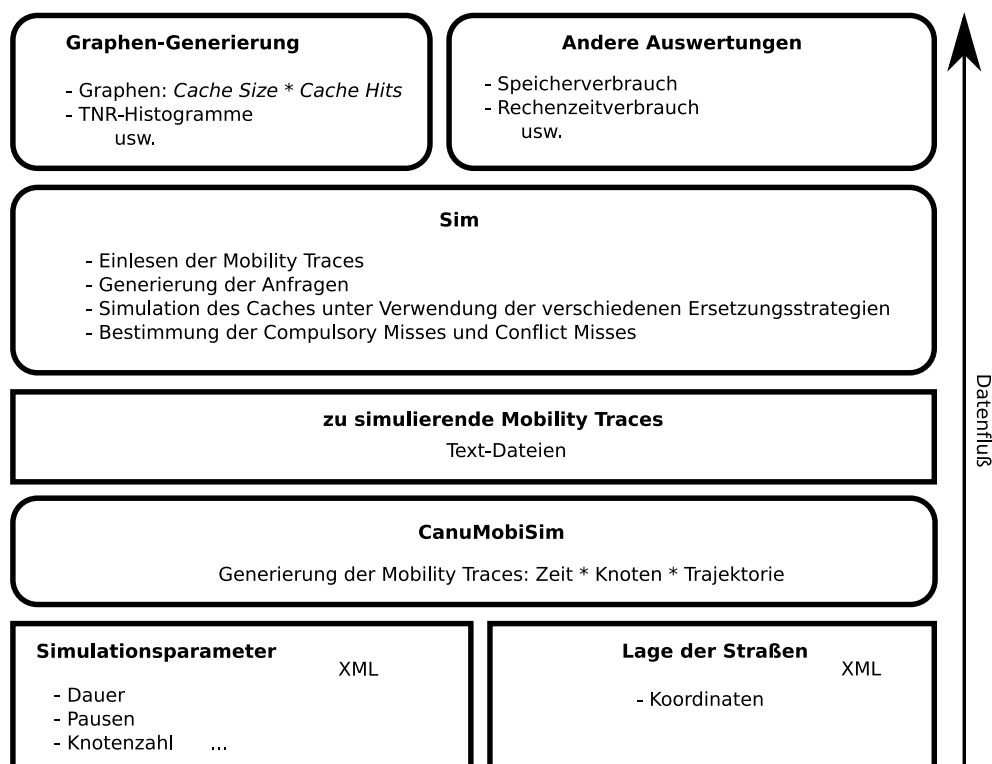 Graphen-Generierung
- Graphen: Cache Size * Cache Hits
- TNR-Histogramme
usw.
Andere Auswertungen
- Speicherverbrauch
- Rechenzeitverbrauch
usw.
Sim
- Einlesen der Mobility Traces
- Generierung der Anfragen
- Simulation des Caches unter Verwendung der verschiedenen Ersetzungsstrategien
- Bestimmung der Compulsory Misses und Conflict Misses
zu simulierende Mobility Traces
Text-Dateien
CanuMobiSim
Generierung der Mobility Traces: Zeit * Knoten * Trajektorie
Simulationsparameter
XML
- Dauer
- Pausen
- Knotenzahl ...
Lage der Straßen
XML
- Koordinaten
Datenfluß